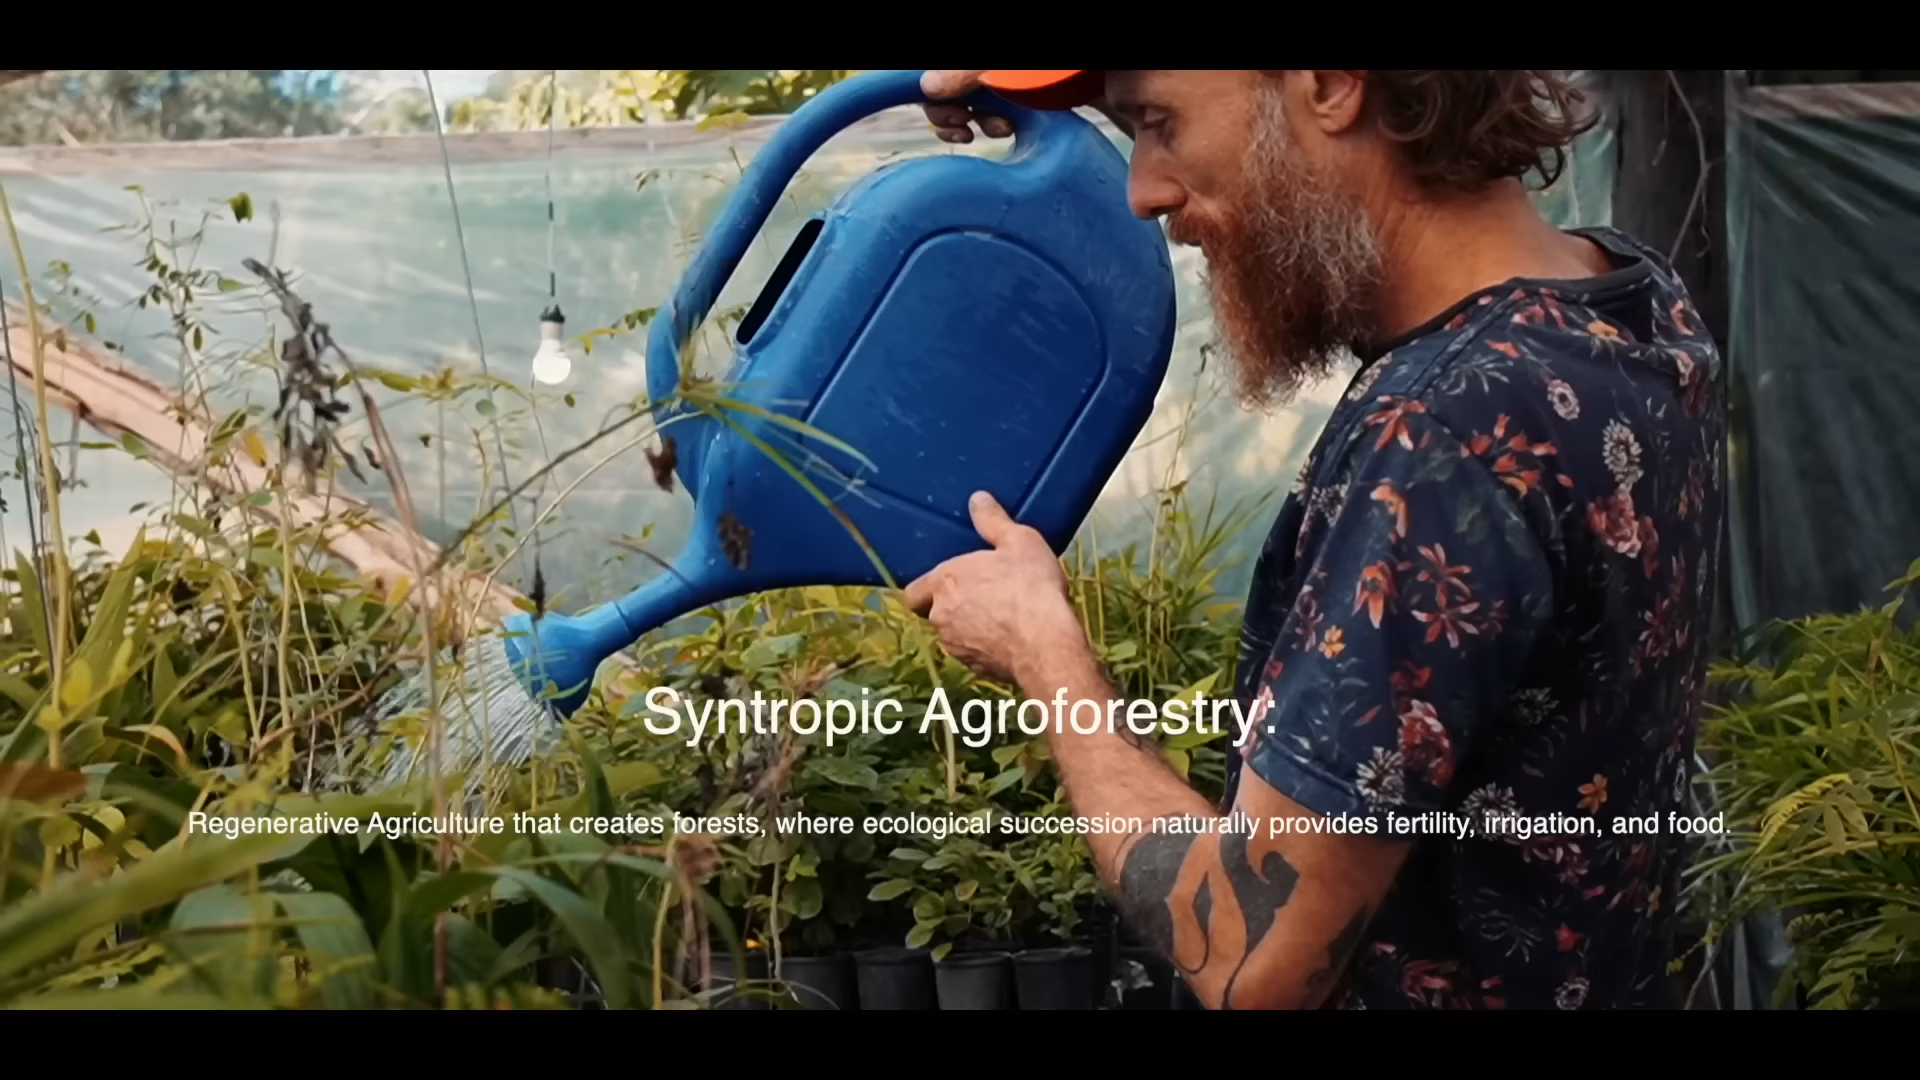 Syntropic Agroforestry:
Regenerative Agriculture that creates forests, where ecological succession naturally provides fertility, irrigation, and food.